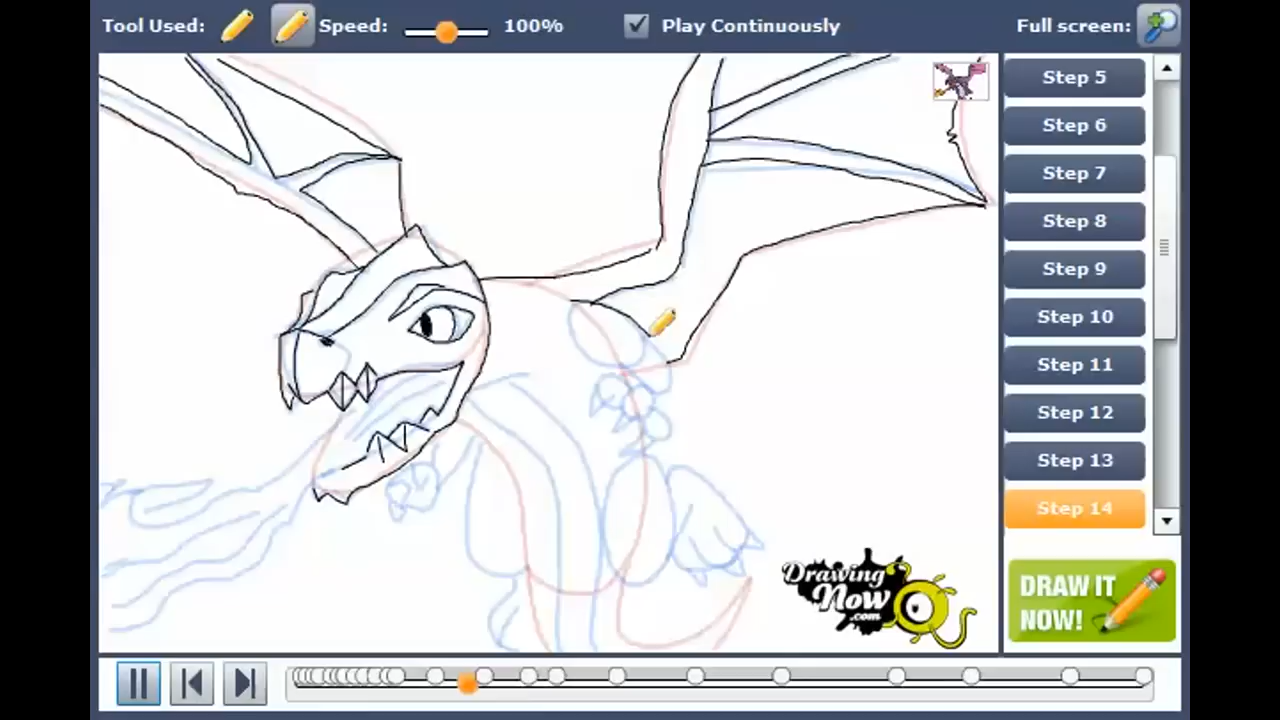 Tool Used: Speed: 100% Play Continuously Full screen:
Step 5
Step 6
Step 7
Step 8
Step 9
Step 10
Step 11
Step 12
Step 13
Step 14
Drawing
Now
.com
DRAW IT
NOW!